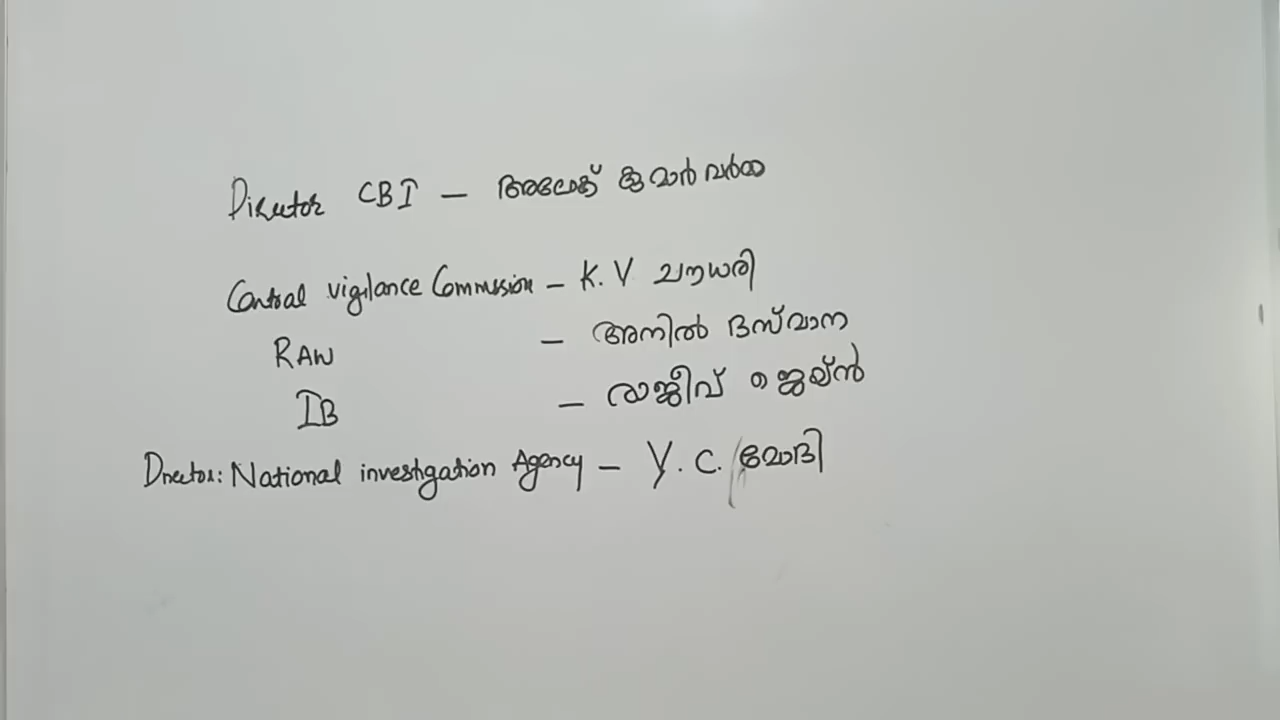 Director CBI – അലോക് കുമാർ വർമ്മ
Central vigilance Commission – K. V ചൗധരി
RAW – അനിൽ ദസ്‌വാന
IB – രാജീവ് ജെയ്ൻ
Director: National investigation Agency – Y. C. മോദി